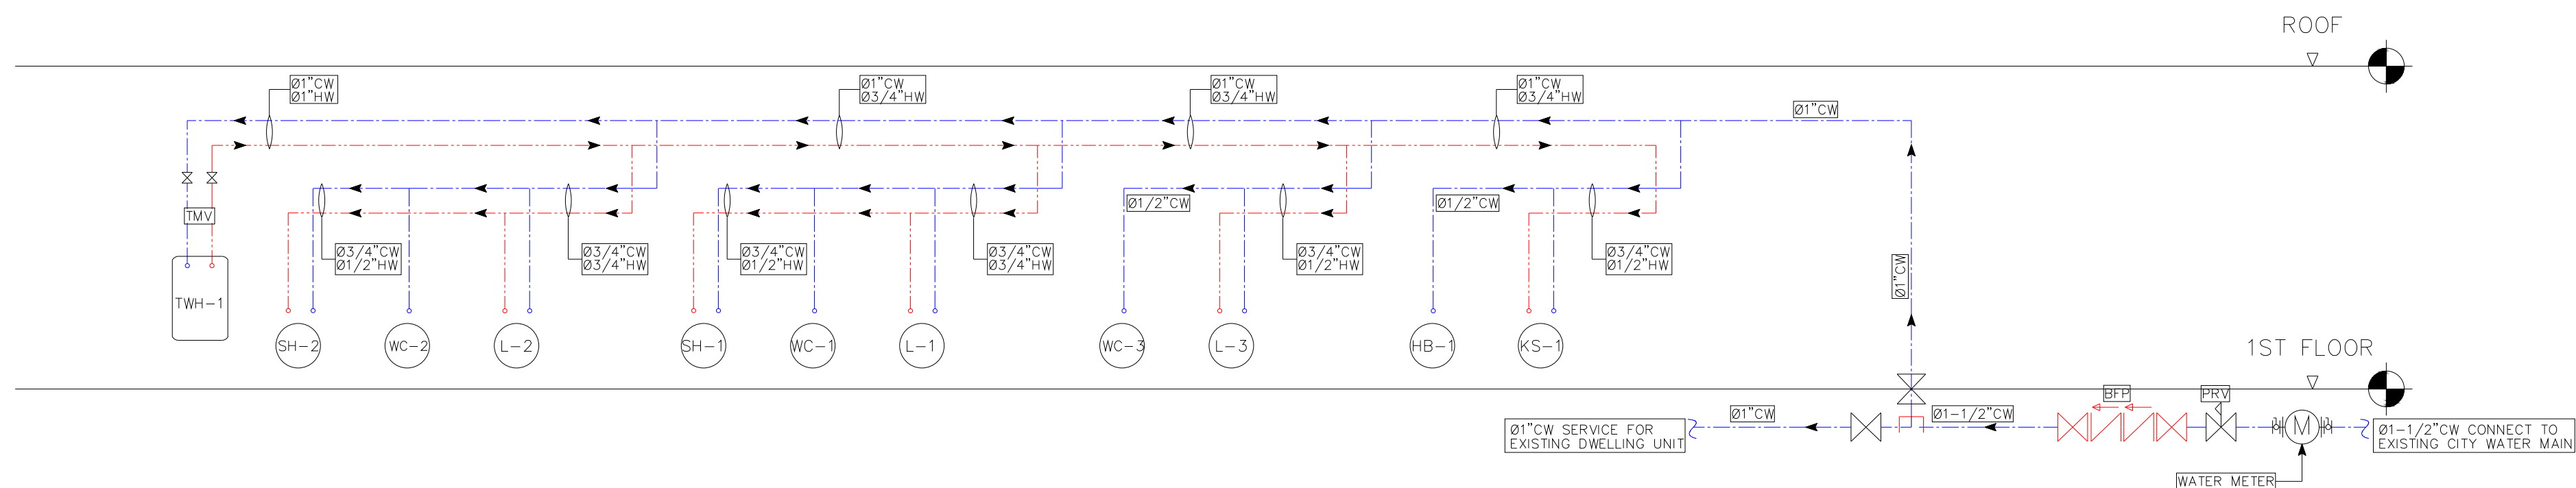 ROOF
Ø1"CW
Ø1"HW
Ø1"CW
Ø3/4"HW
Ø1"CW
Ø3/4"HW
Ø1"CW
Ø3/4"HW
Ø1"CW
TMV
Ø1/2"CW
Ø1/2"CW
Ø3/4"CW
Ø1/2"HW
Ø3/4"CW
Ø3/4"HW
Ø3/4"CW
Ø1/2"HW
Ø3/4"CW
Ø3/4"HW
Ø3/4"CW
Ø1/2"HW
Ø3/4"CW
Ø1/2"HW
Ø1"CW
TWH-1
SH-2
WC-2
L-2
SH-1
WC-1
L-1
WC-3
L-3
HB-1
KS-1
1ST FLOOR
BFP
PRV
Ø1"CW
Ø1-1/2"CW
Ø1"CW SERVICE FOR
EXISTING DWELLING UNIT
M
Ø1-1/2"CW CONNECT TO
EXISTING CITY WATER MAIN
WATER METER